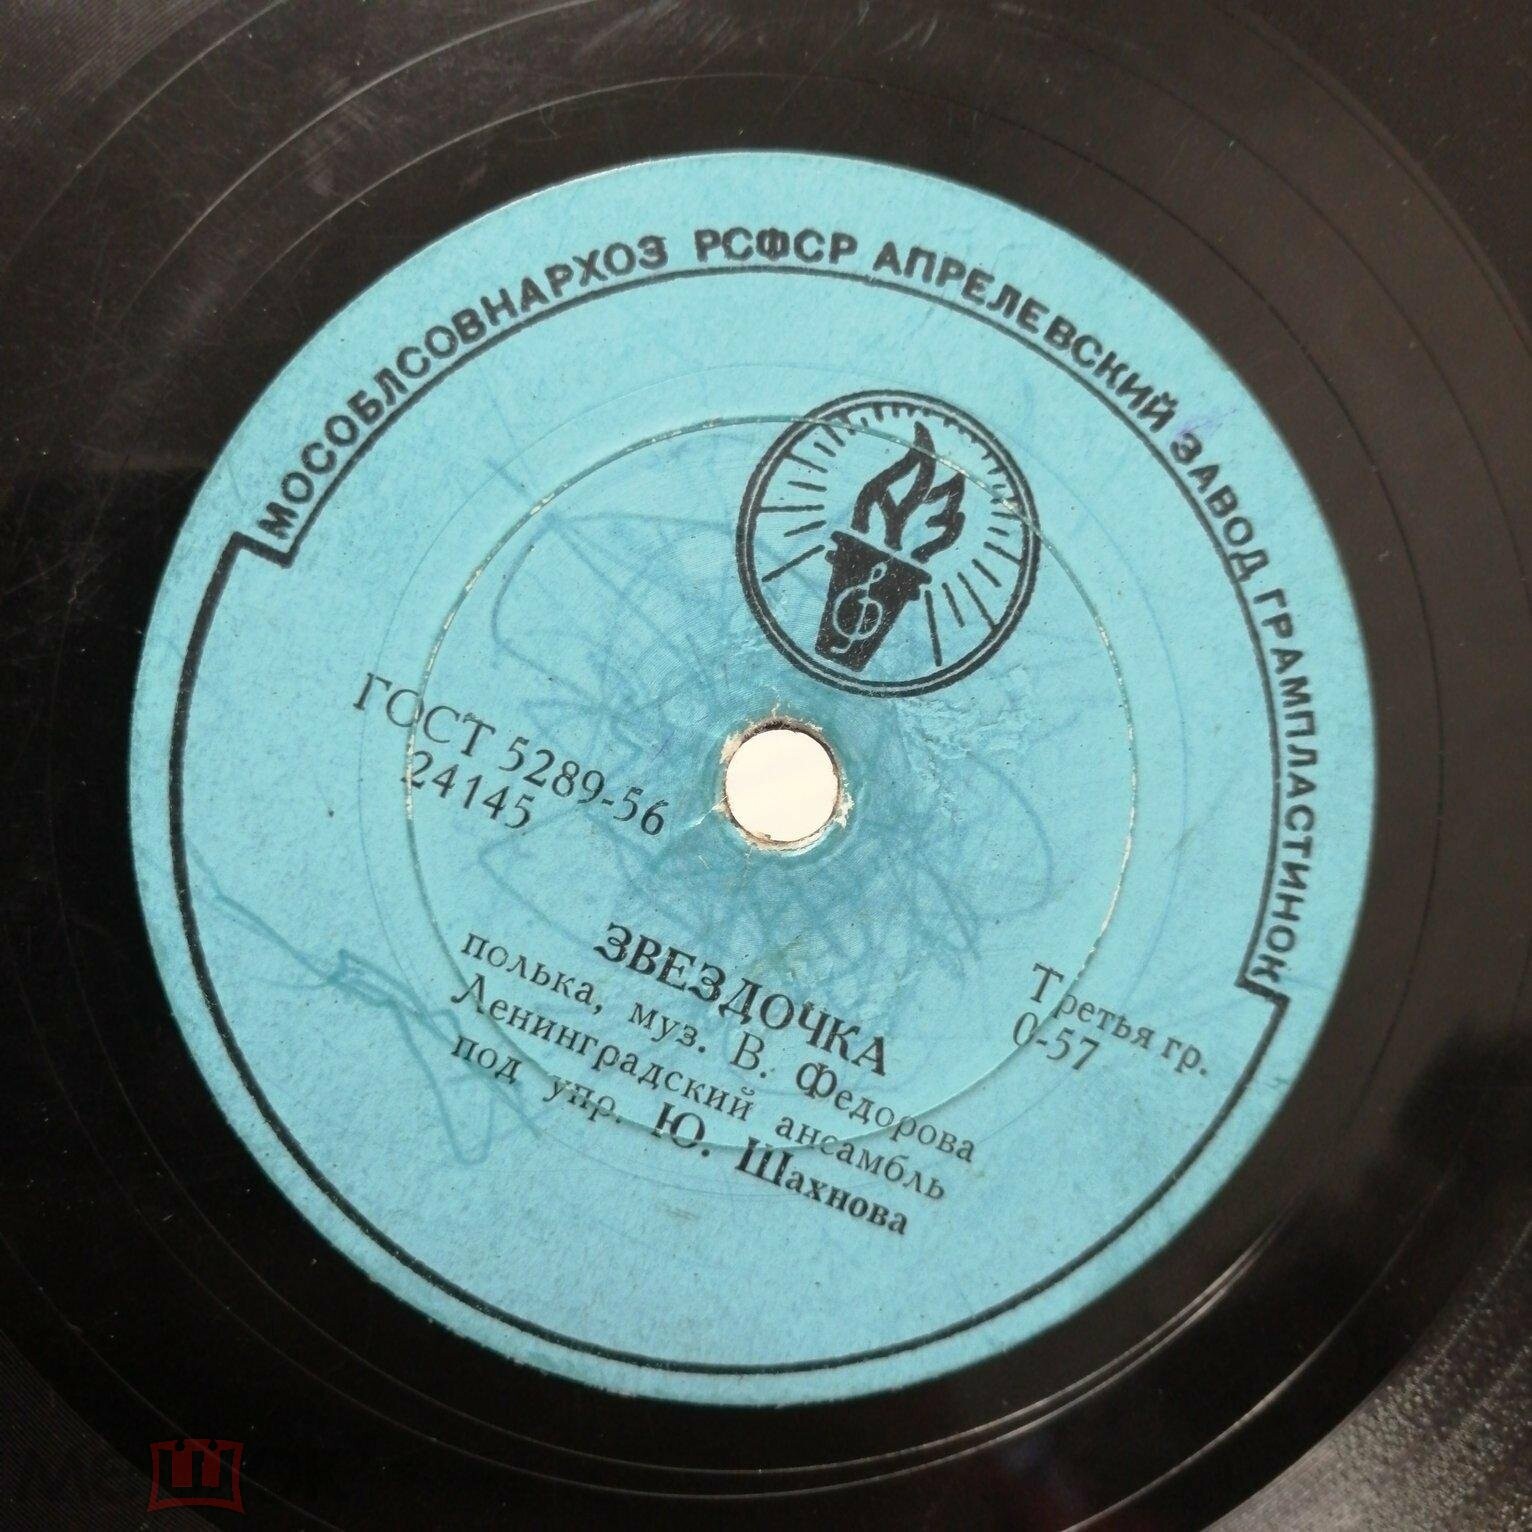 МОСОБЛСОВНАРХОЗ РСФСР АПРЕЛЕВСКИЙ ЗАВОД ГРАМПЛАСТИНОК
ГОСТ 5289-56
24145
ЗВЕЗДОЧКА
полька, муз. В. Федорова
Ленинградский ансамбль
под упр. Ю. Шахнова
Третья гр.
0-57